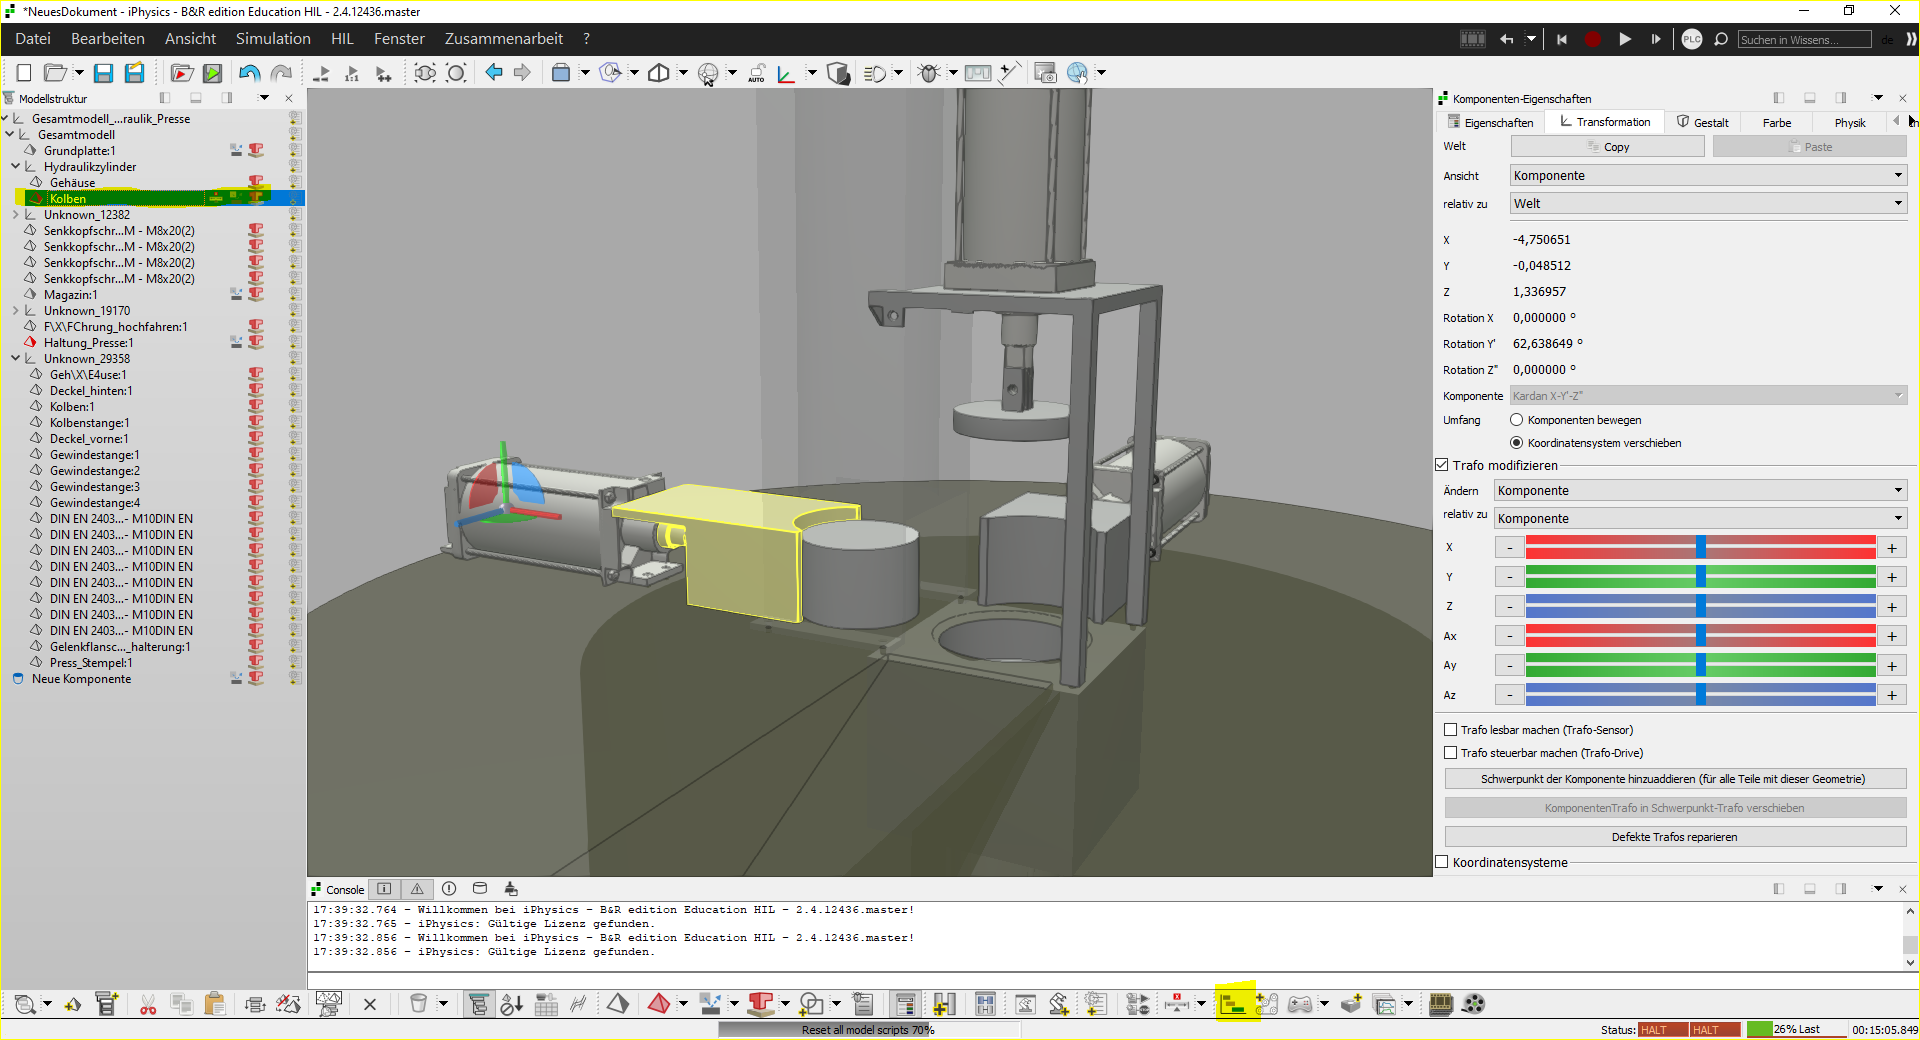 *NeuesDokument - iPhysics - B&R edition Education HIL - 2.4.12436.master
Datei Bearbeiten Ansicht Simulation HIL Fenster Zusammenarbeit ?
PLC Suchen in Wissens... de
1:1 AUTO
Modellstruktur
Gesamtmodell_...raulik_Presse
Gesamtmodell
Grundplatte:1
Hydraulikzylinder
Gehäuse
Kolben
Unknown_12382
Senkkopfschr...M - M8x20(2)
Senkkopfschr...M - M8x20(2)
Senkkopfschr...M - M8x20(2)
Senkkopfschr...M - M8x20(2)
Magazin:1
Unknown_19170
F\X\FChrung_hochfahren:1
Haltung_Presse:1
Unknown_29358
Geh\X\E4use:1
Deckel_hinten:1
Kolben:1
Kolbenstange:1
Deckel_vorne:1
Gewindestange:1
Gewindestange:2
Gewindestange:3
Gewindestange:4
DIN EN 2403...- M10DIN EN
DIN EN 2403...- M10DIN EN
DIN EN 2403...- M10DIN EN
DIN EN 2403...- M10DIN EN
DIN EN 2403...- M10DIN EN
DIN EN 2403...- M10DIN EN
DIN EN 2403...- M10DIN EN
DIN EN 2403...- M10DIN EN
Gelenkflansc..._halterung:1
Press_Stempel:1
Neue Komponente
Komponenten-Eigenschaften
Eigenschaften Transformation Gestalt Farbe Physik
Welt Copy Paste
Ansicht Komponente
relativ zu Welt
X -4,750651
Y -0,048512
Z 1,336957
Rotation X 0,000000 °
Rotation Y' 62,638649 °
Rotation Z" 0,000000 °
Komponente Kardan X-Y'-Z"
Umfang Komponenten bewegen
Koordinatensystem verschieben
Trafo modifizieren
Ändern Komponente
relativ zu Komponente
X - +
Y - +
Z - +
Ax - +
Ay - +
Az - +
Trafo lesbar machen (Trafo-Sensor)
Trafo steuerbar machen (Trafo-Drive)
Schwerpunkt der Komponente hinzuaddieren (für alle Teile mit dieser Geometrie)
KomponentenTrafo in Schwerpunkt-Trafo verschieben
Defekte Trafos reparieren
Koordinatensysteme
Console
17:39:32.764 - Willkommen bei iPhysics - B&R edition Education HIL - 2.4.12436.master!
17:39:32.765 - iPhysics: Gültige Lizenz gefunden.
17:39:32.856 - Willkommen bei iPhysics - B&R edition Education HIL - 2.4.12436.master!
17:39:32.856 - iPhysics: Gültige Lizenz gefunden.
Reset all model scripts 70%
Status: HALT HALT 26% Last 00:15:05.849